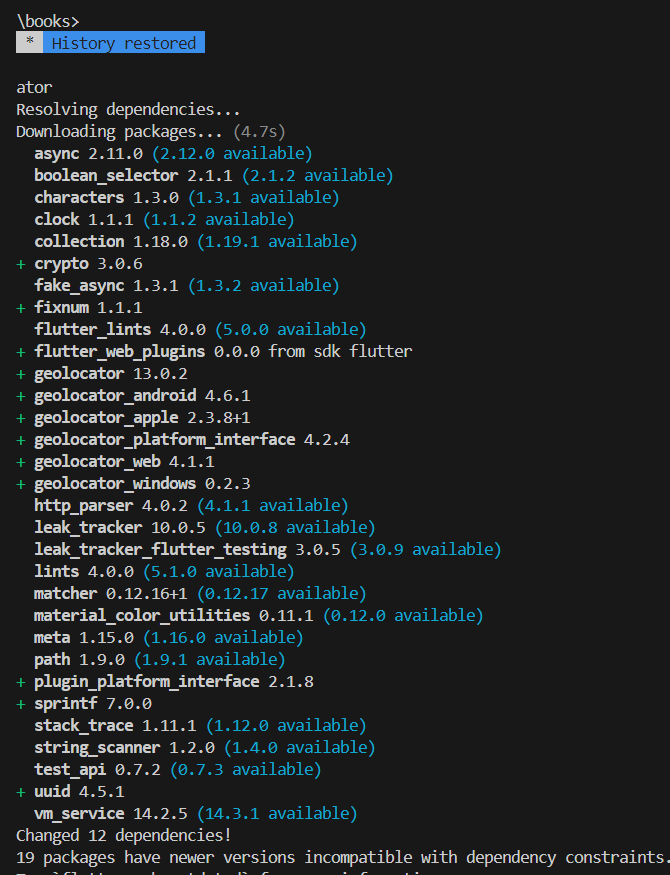 \books>
* History restored
ator
Resolving dependencies...
Downloading packages... (4.7s)
async 2.11.0 (2.12.0 available)
boolean_selector 2.1.1 (2.1.2 available)
characters 1.3.0 (1.3.1 available)
clock 1.1.1 (1.1.2 available)
collection 1.18.0 (1.19.1 available)
+ crypto 3.0.6
fake_async 1.3.1 (1.3.2 available)
+ fixnum 1.1.1
flutter_lints 4.0.0 (5.0.0 available)
+ flutter_web_plugins 0.0.0 from sdk flutter
+ geolocator 13.0.2
+ geolocator_android 4.6.1
+ geolocator_apple 2.3.8+1
+ geolocator_platform_interface 4.2.4
+ geolocator_web 4.1.1
+ geolocator_windows 0.2.3
http_parser 4.0.2 (4.1.1 available)
leak_tracker 10.0.5 (10.0.8 available)
leak_tracker_flutter_testing 3.0.5 (3.0.9 available)
lints 4.0.0 (5.1.0 available)
matcher 0.12.16+1 (0.12.17 available)
material_color_utilities 0.11.1 (0.12.0 available)
meta 1.15.0 (1.16.0 available)
path 1.9.0 (1.9.1 available)
+ plugin_platform_interface 2.1.8
+ sprintf 7.0.0
stack_trace 1.11.1 (1.12.0 available)
string_scanner 1.2.0 (1.4.0 available)
test_api 0.7.2 (0.7.3 available)
+ uuid 4.5.1
vm_service 14.2.5 (14.3.1 available)
Changed 12 dependencies!
19 packages have newer versions incompatible with dependency constraints.